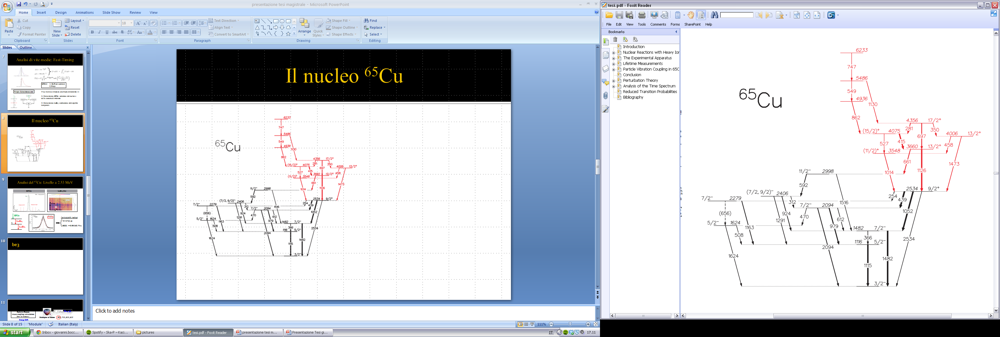 presentazione tesi magistrale - Microsoft PowerPoint
Home Insert Design Animations Slide Show Review View
Paste
Cut
Copy
Format Painter
Clipboard
New Slide
Layout
Reset
Delete
Slides
18
Font
Paragraph
Text Direction
Align Text
Convert to SmartArt
Arrange
Quick Styles
Shape Fill
Shape Outline
Shape Effects
Drawing
Find
Replace
Select
Editing
Slides Outline
7
Analisi di vite medie: Fast-Timing
8
Il nucleo 65Cu
9
Analisi del 65Cu: Livello a 2.53 MeV
HPGe
10
be3
11
Il nucleo 65Cu
65Cu
6233
747
5486
549
4936
1130
862
4356 17/2+
(15/2)+ 4075 281 350
697 4006 13/2+
527 415
3660 13/2+ 458
(11/2)+ 3548
661
1014 1126 1473
11/2− 2998
592
(7/2, 9/2)− 2406
2534 9/2+
254
439
7/2− 2279
312
7/2− 2094
1516
(656) 924 470 612 1052
1291
5/2− 1624
1163 979
1482 7/2−
508
366 2534
1116 5/2−
2094
1624
1482
1115
3/2−
Click to add notes
Slide 8 of 15 "Module" Italian (Italy)
111%
start
Inbox - giovanni.bocc...
Spotify - Ska-P – Kaci...
pictures
tesi.pdf - Foxit Reader
presentazione tesi m...
Presentazione Tesi gi...
IT
17.11
tesi.pdf - Foxit Reader
File Edit View Tools Comments Forms SharePoint Help
Bookmarks
Introduction
Nuclear Reactions with Heavy Ior
The Experimental Apparatus
Lifetime Measurements
Particle Vibration Coupling in 65C
Conclusion
Perturbation Theory
Analysis of the Time Spectrum
Reduced Transition Probabilities
Bibliography
65Cu
6233
747
5486
549
4936
1130
862
4356 17/2+
281 350
(15/2)+ 4075
697 4006 13/2+
527 415
3660 13/2+ 458
(11/2)+ 3548
661
1473
1014 1126
11/2− 2998
592
2534 9/2+
(7/2, 9/2)− 2406
254
439
7/2− 2279
312
7/2− 2094
1516
(656) 924 470 612 1052
1291
5/2− 1624
1163 979
1482 7/2−
508
366 2534
1116 5/2−
2094
1624
1482
1115
3/2−